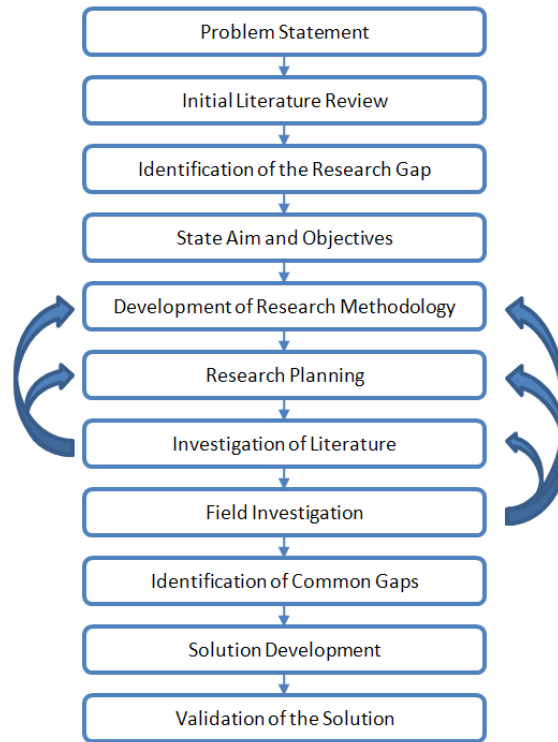 Problem Statement
Initial Literature Review
Identification of the Research Gap
State Aim and Objectives
Development of Research Methodology
Research Planning
Investigation of Literature
Field Investigation
Identification of Common Gaps
Solution Development
Validation of the Solution